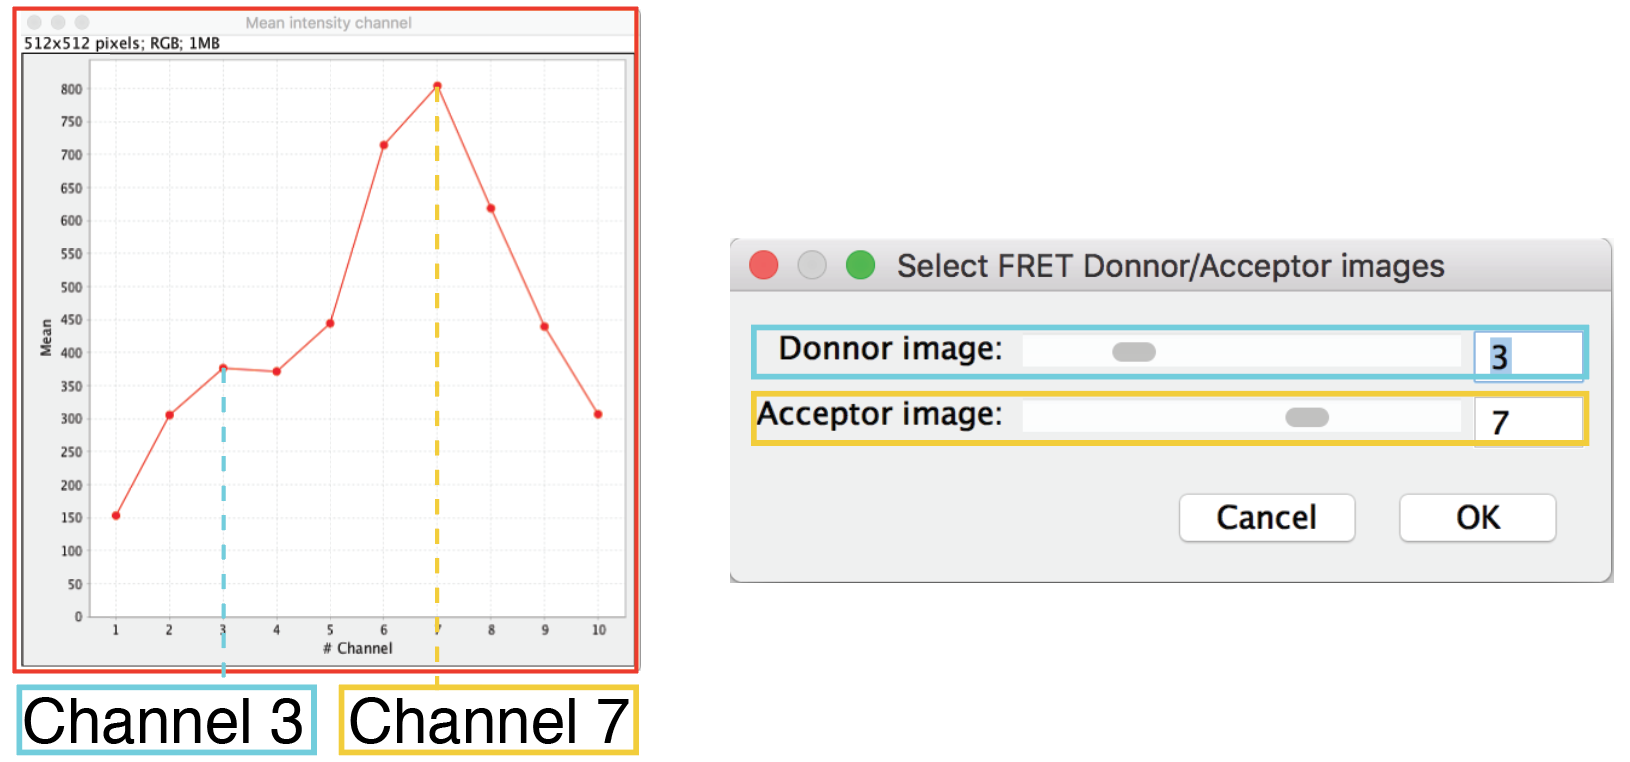 Mean intensity channel
512x512 pixels; RGB; 1MB
800
750
700
650
600
550
500
450
400
350
300
250
200
150
100
50
0
Mean
1 2 3 4 5 6 7 8 9 10
# Channel
Channel 3
Channel 7
Select FRET Donnor/Acceptor images
Donnor image: 3
Acceptor image: 7
Cancel OK